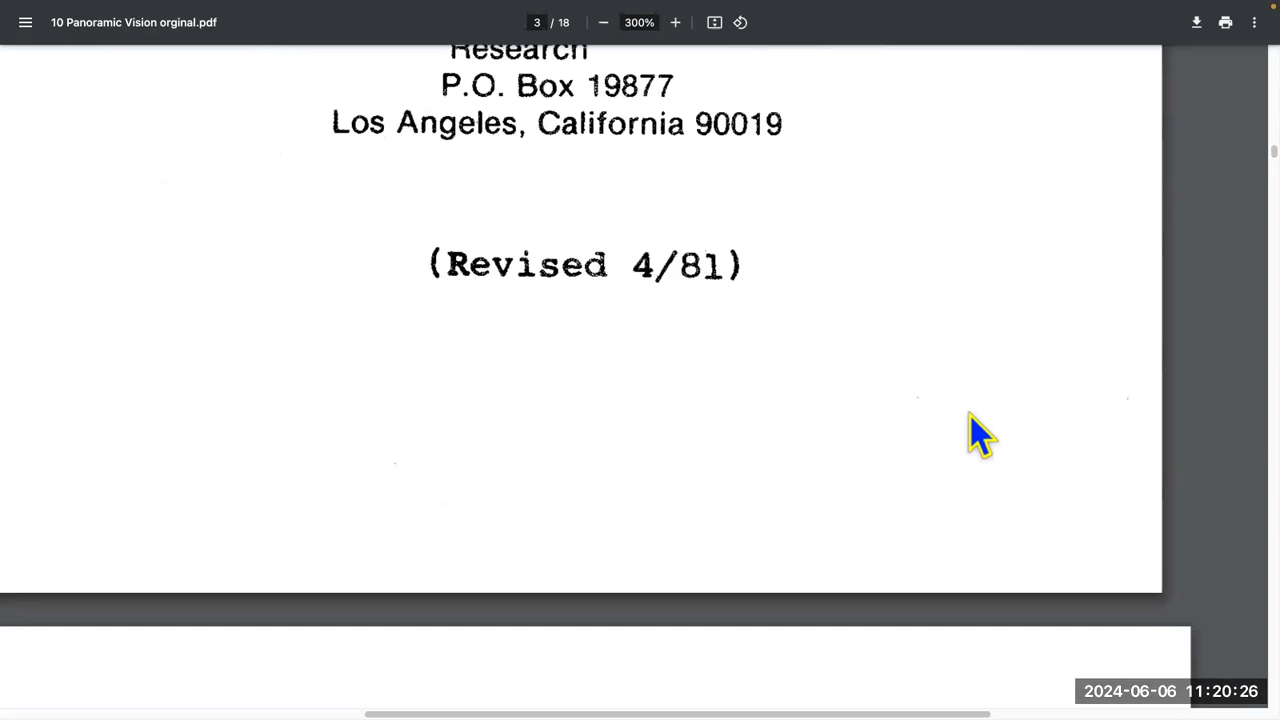 10 Panoramic Vision orginal.pdf
3 / 18
300%
Research
P.O. Box 19877
Los Angeles, California 90019
(Revised 4/81)
2024-06-06 11:20:26